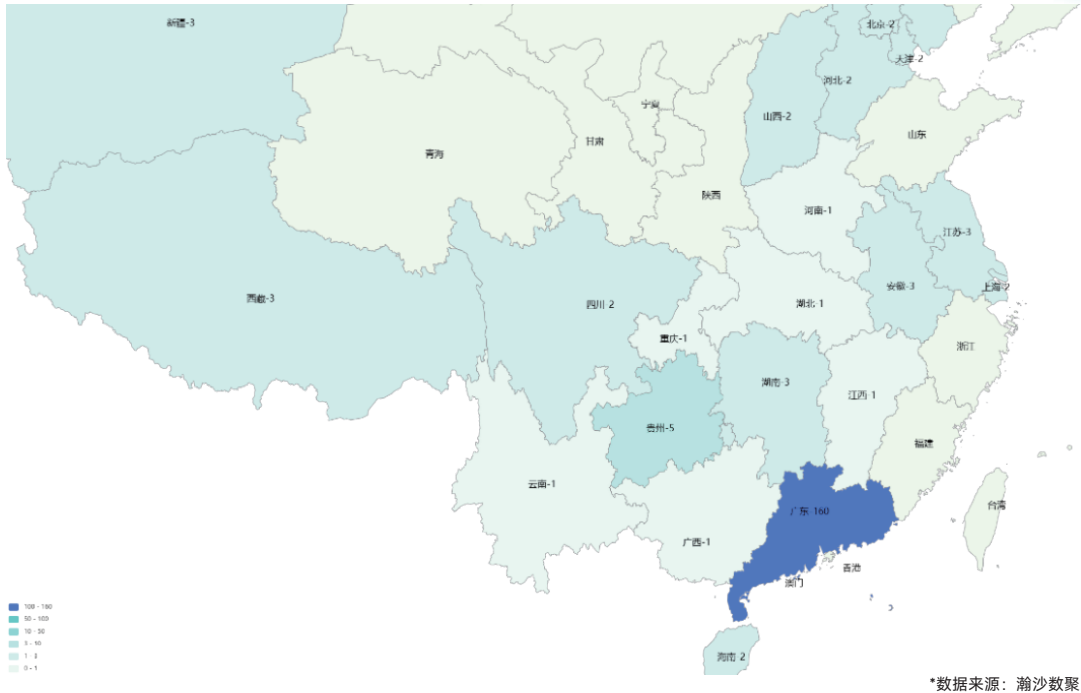 新疆-3
北京-2
天津-2
河北-2
山西-2
宁夏
山东
甘肃
青海
陕西
河南-1
江苏-3
安徽-3
上海-2
西藏-3
四川-2
湖北-1
重庆-1
浙江
湖南-3
江西-1
贵州-5
福建
云南-1
台湾
广东-160
广西-1
香港
澳门
100 - 160
50 - 100
10 - 50
3 - 10
1 - 3
0 - 1
海南-2
*数据来源：瀚沙数聚